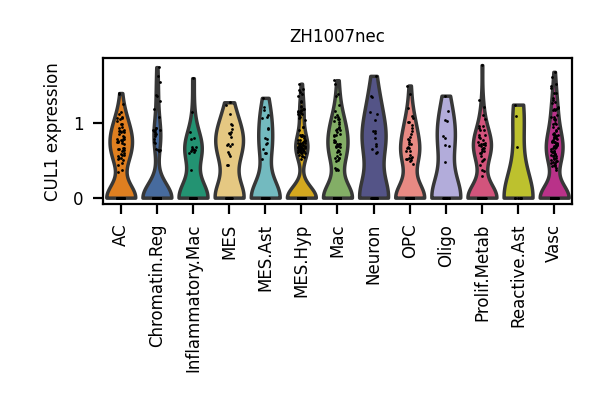 ZH1007nec
CUL1 expression
1
0
AC
Chromatin.Reg
Inflammatory.Mac
MES
MES.Ast
MES.Hyp
Mac
Neuron
OPC
Oligo
Prolif.Metab
Reactive.Ast
Vasc